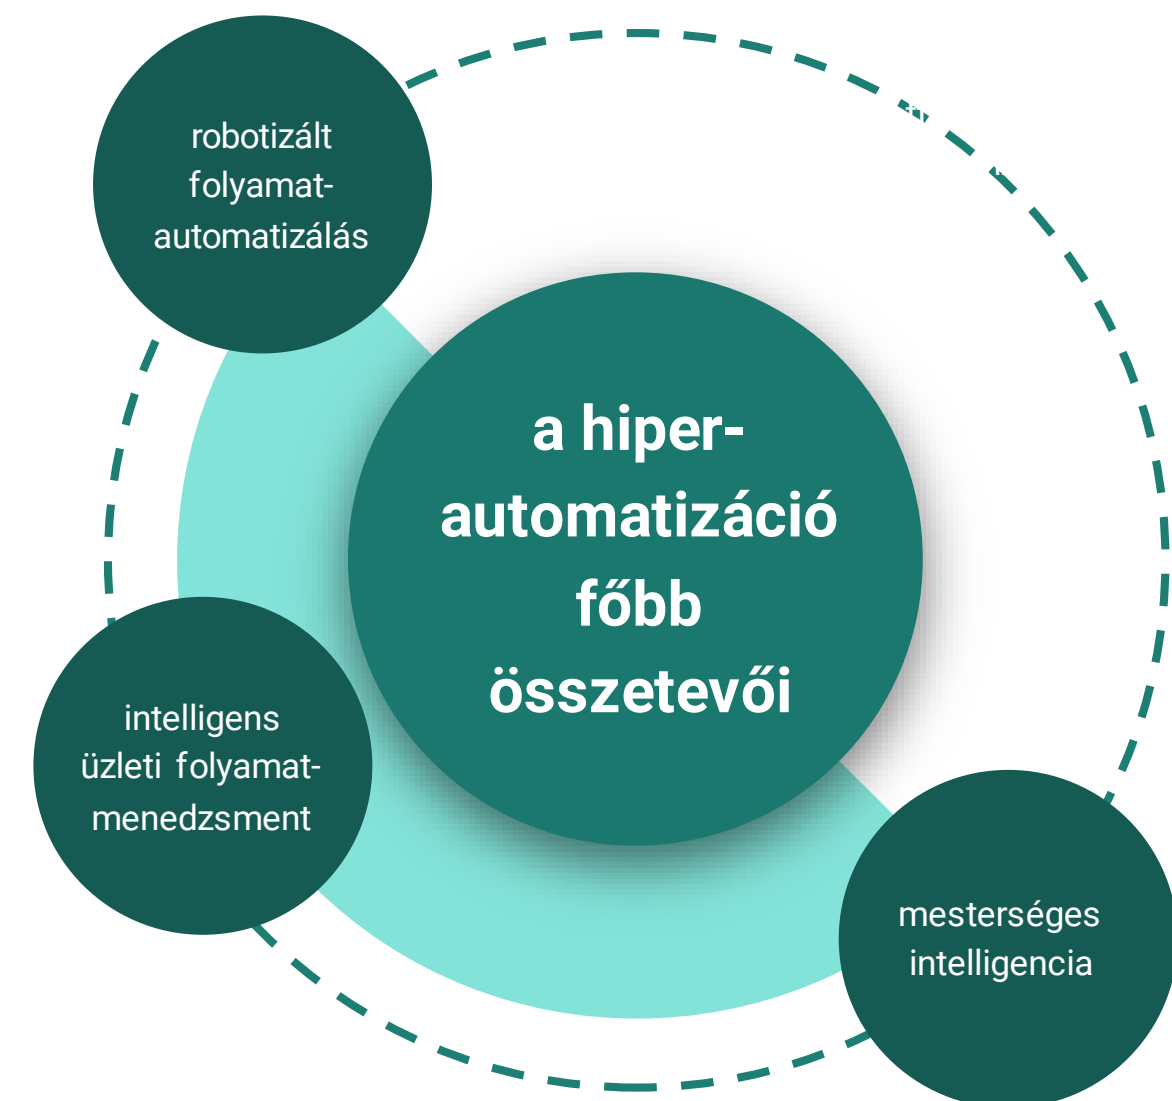 robotizált
folyamat-
automatizálás
a hiper-
automatizáció
főbb
összetevői
intelligens
üzleti folyamat-
menedzsment
mesterséges
intelligencia